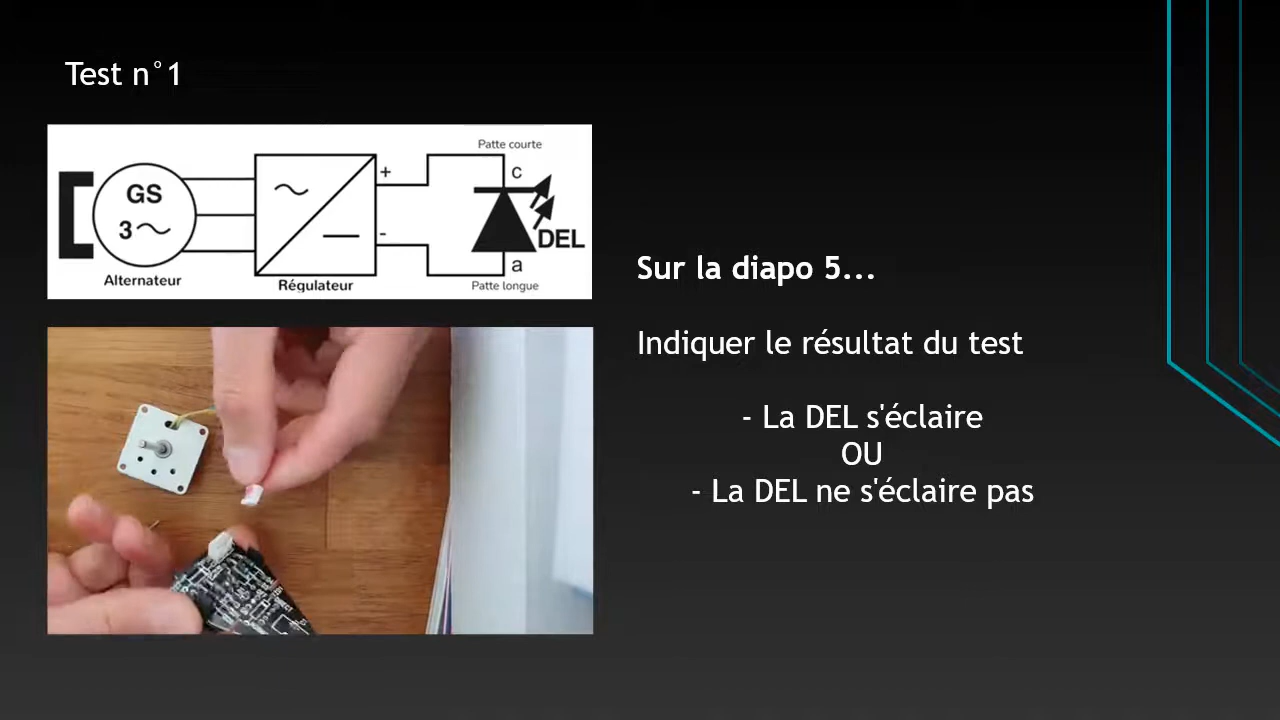 Test n°1
Patte courte
+
c
GS
3~
~
-
DEL
a
Alternateur
Régulateur
Patte longue
Sur la diapo 5...
Indiquer le résultat du test
- La DEL s'éclaire
OU
- La DEL ne s'éclaire pas